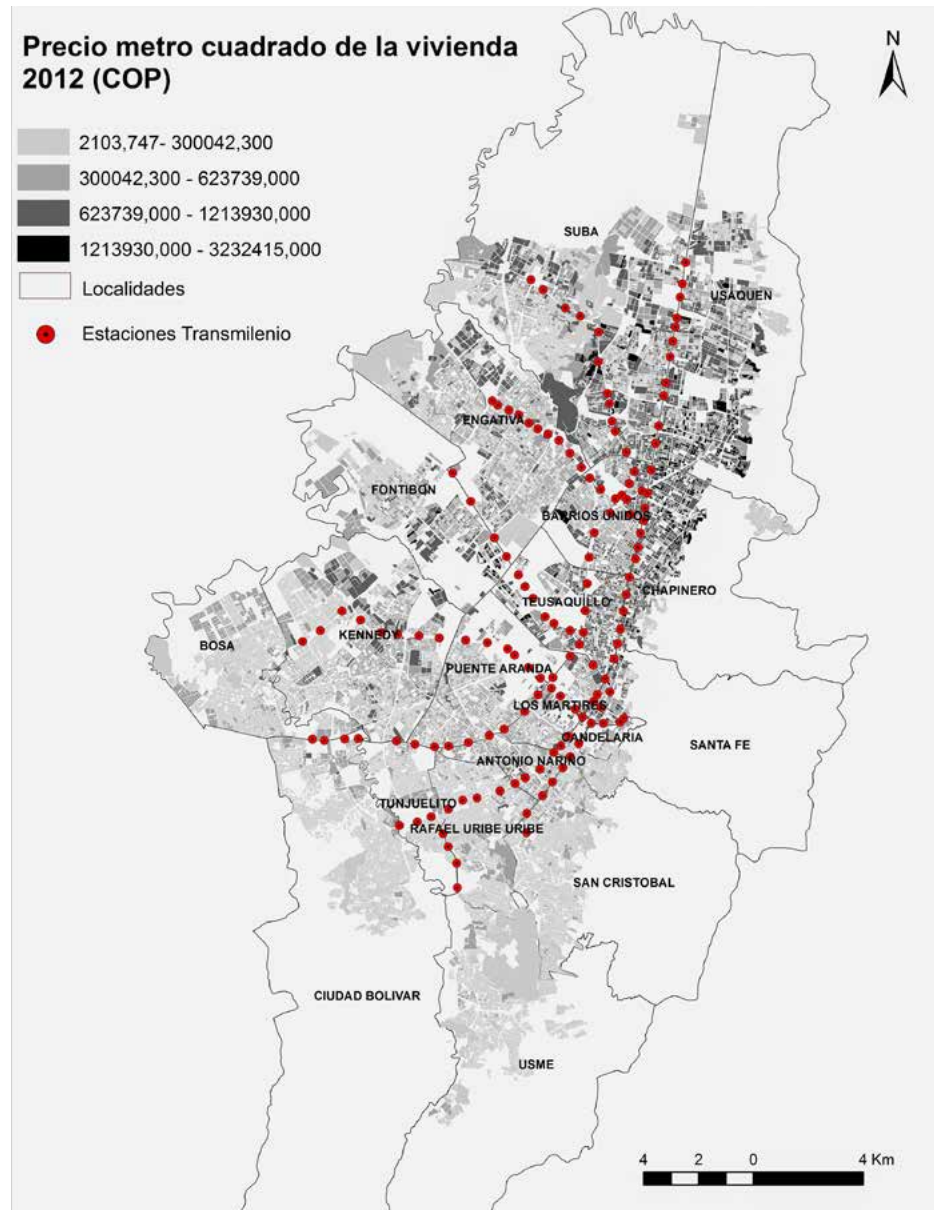 Precio metro cuadrado de la vivienda
2012 (COP)
N
2103,747- 300042,300
300042,300 - 623739,000
623739,000 - 1213930,000
1213930,000 - 3232415,000
Localidades
Estaciones Transmilenio
SUBA
USAQUEN
ENGATIVA
FONTIBON
BARRIOS UNIDOS
CHAPINERO
TEUSAQUILLO
BOSA
KENNEDY
PUENTE ARANDA
LOS MARTIRES
CANDELARIA
SANTA FE
ANTONIO NARIÑO
TUNJUELITO
RAFAEL URIBE URIBE
SAN CRISTOBAL
CIUDAD BOLIVAR
USME
4 2 0 4 Km